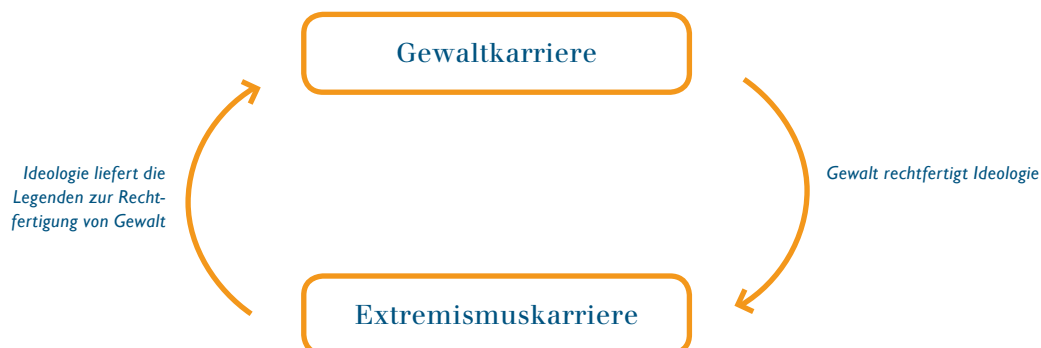 Gewaltkarriere
Ideologie liefert die
Legenden zur Recht-
fertigung von Gewalt
Gewalt rechtfertigt Ideologie
Extremismuskarriere